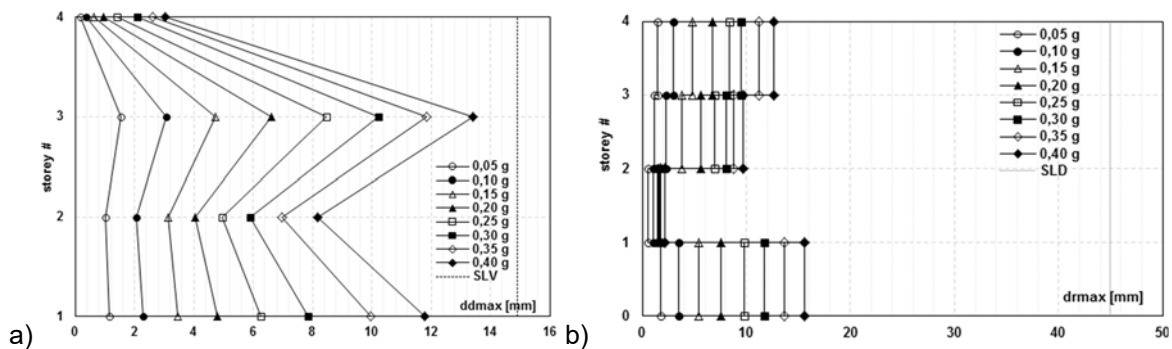 4
3
2
1
storey #
0,05 g
0,10 g
0,15 g
0,20 g
0,25 g
0,30 g
0,35 g
0,40 g
SLV
ddmax [mm]
0 2 4 6 8 10 12 14 16
a)
4
3
2
1
0
storey #
0,05 g
0,10 g
0,15 g
0,20 g
0,25 g
0,30 g
0,35 g
0,40 g
SLD
drmax [mm]
0 10 20 30 40 50
b)